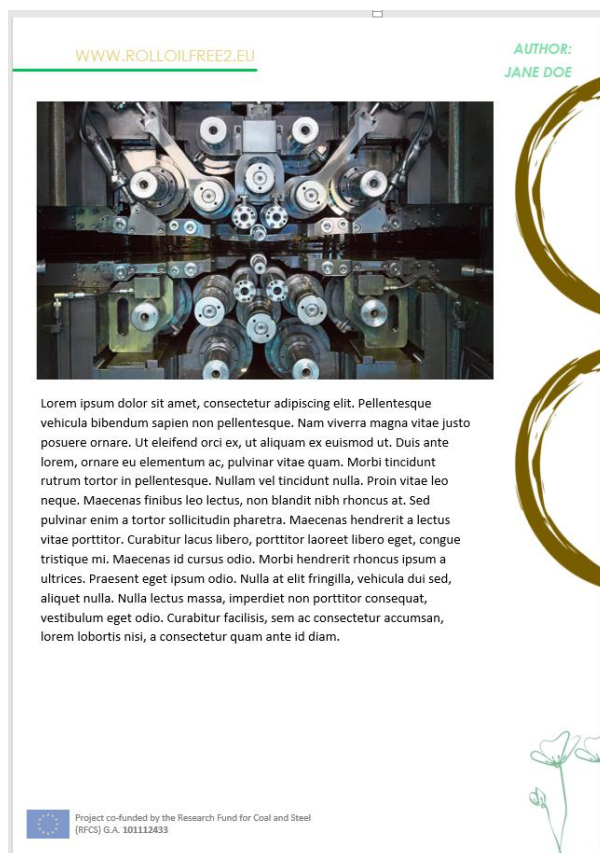 WWW.ROLLOILFREE2.EU
AUTHOR:
JANE DOE
Lorem ipsum dolor sit amet, consectetur adipiscing elit. Pellentesque
vehicula bibendum sapien non pellentesque. Nam viverra magna vitae justo
posuere ornare. Ut eleifend orci ex, ut aliquam ex euismod ut. Duis ante
lorem, ornare eu elementum ac, pulvinar vitae quam. Morbi tincidunt
rutrum tortor in pellentesque. Nullam vel tincidunt nulla. Proin vitae leo
neque. Maecenas finibus leo lectus, non blandit nibh rhoncus at. Sed
pulvinar enim a tortor sollicitudin pharetra. Maecenas hendrerit a lectus
vitae porttitor. Curabitur lacus libero, porttitor laoreet libero eget, congue
tristique mi. Maecenas id cursus odio. Morbi hendrerit rhoncus ipsum a
ultrices. Praesent eget ipsum odio. Nulla at elit fringilla, vehicula dui sed,
aliquet nulla. Nulla lectus massa, imperdiet non porttitor consequat,
vestibulum eget odio. Curabitur facilisis, sem ac consectetur accumsan,
lorem lobortis nisi, a consectetur quam ante id diam.
Project co-funded by the Research Fund for Coal and Steel
(RFCS) G.A. 101112433